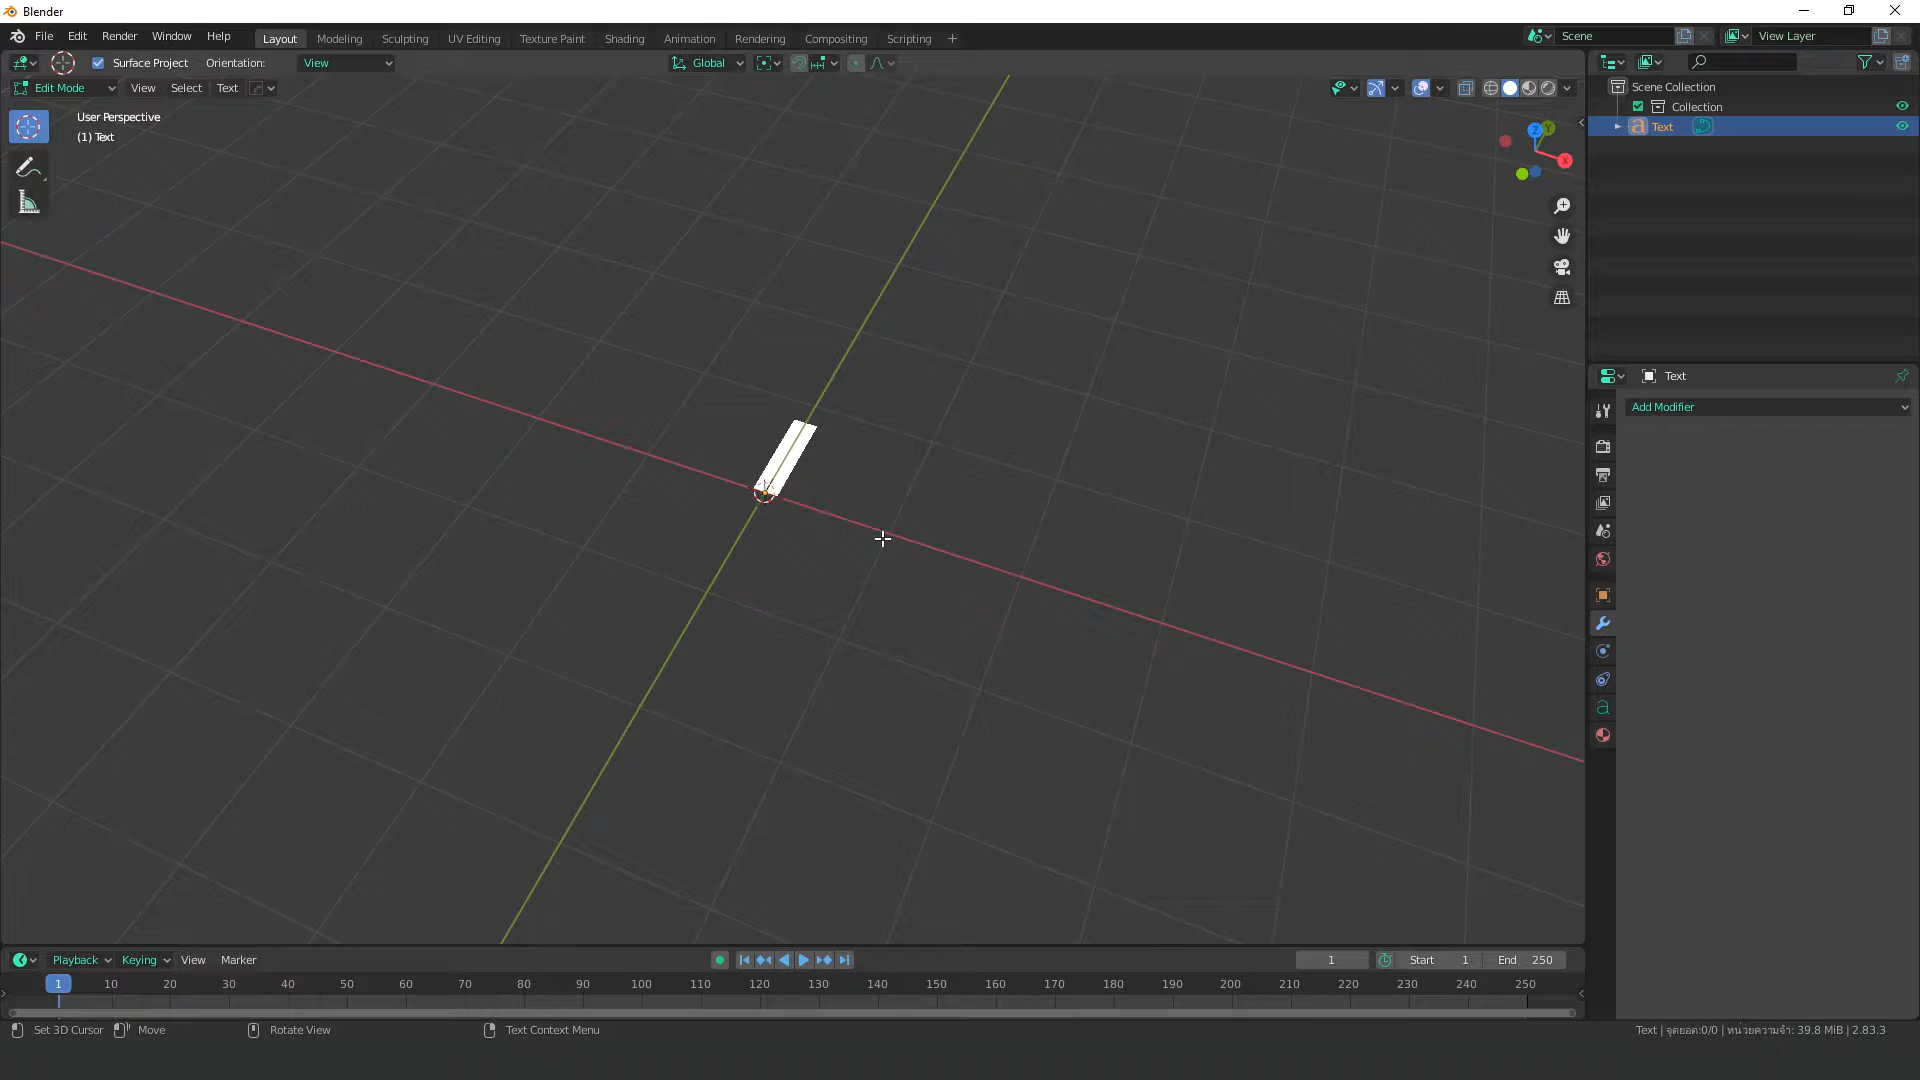 Blender
File Edit Render Window Help Layout Modeling Sculpting UV Editing Texture Paint Shading Animation Rendering Compositing Scripting + Scene View Layer
Surface Project Orientation: View Global
Edit Mode View Select Text
User Perspective
(1) Text
Z Y X
Scene Collection
Collection
Text
Text
Add Modifier
Playback Keying View Marker 1 Start 1 End 250
1 10 20 30 40 50 60 70 80 90 100 110 120 130 140 150 160 170 180 190 200 210 220 230 240 250
Set 3D Cursor Move Rotate View Text Context Menu Text | จุดยอด:0/0 | หน่วยความจำ: 39.8 MiB | 2.83.3